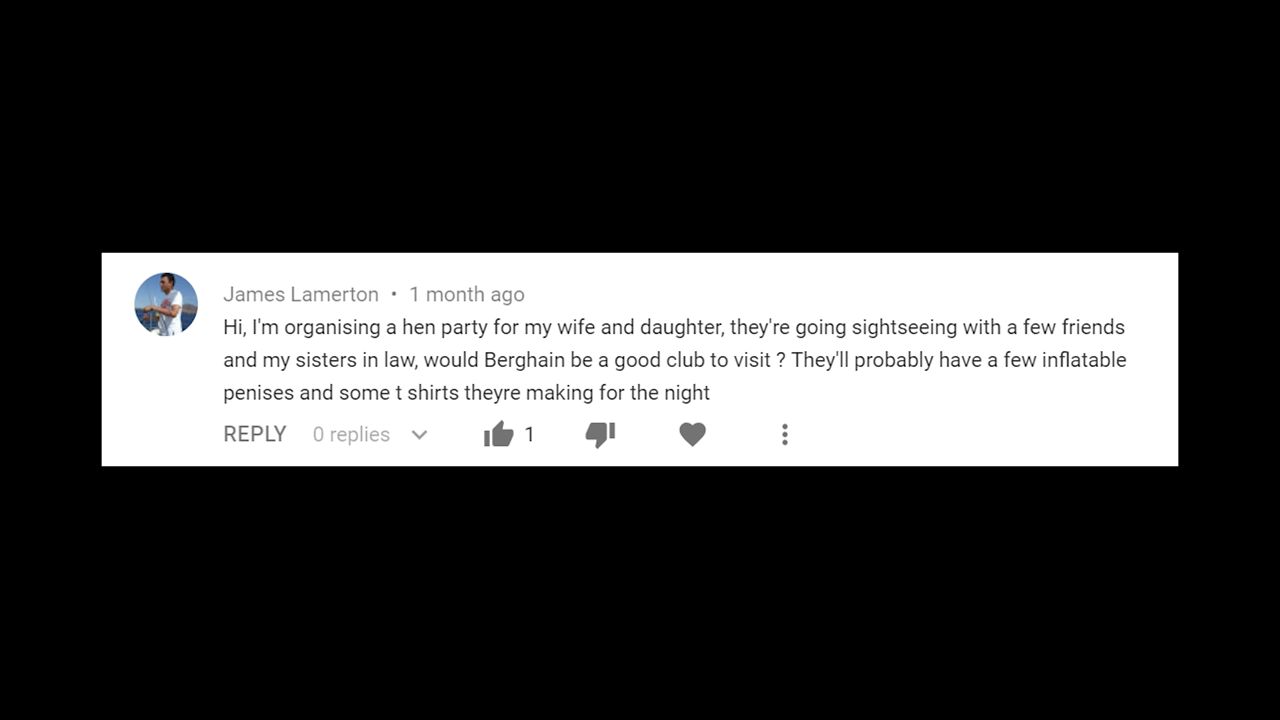 James Lamerton • 1 month ago
Hi, I'm organising a hen party for my wife and daughter, they're going sightseeing with a few friends
and my sisters in law, would Berghain be a good club to visit ? They'll probably have a few inflatable
penises and some t shirts theyre making for the night
REPLY 0 replies 1